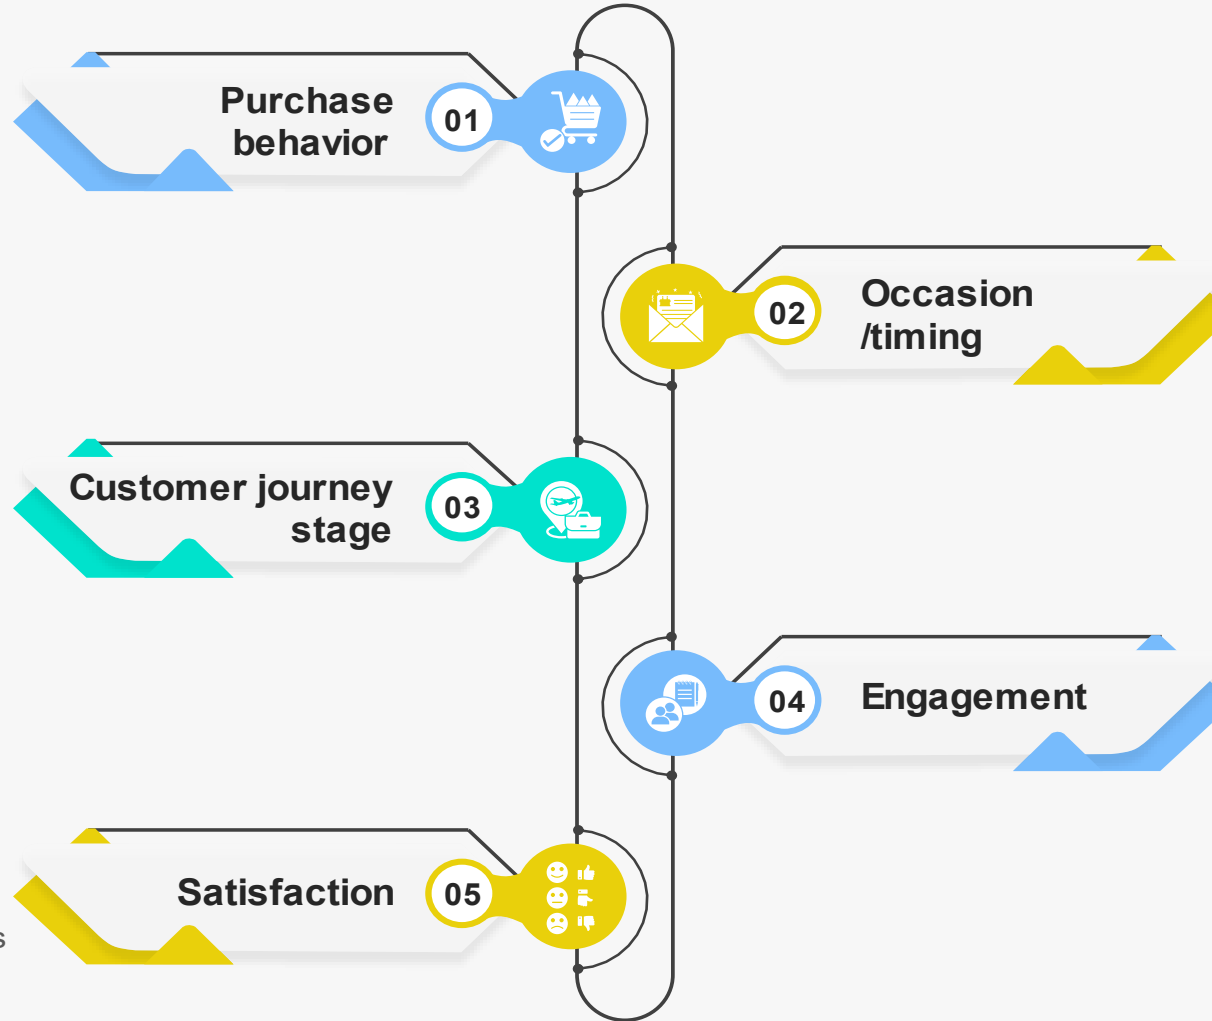 Purchase
behavior
01
02
Occasion
/timing
Customer journey
stage
03
04
Engagement
Satisfaction
05
s